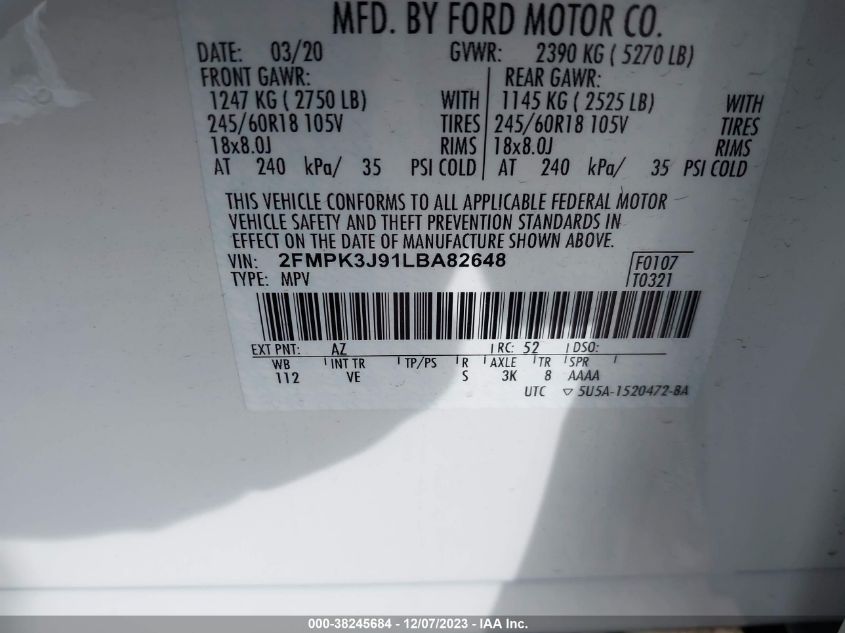 MFD. BY FORD MOTOR CO.
DATE: 03/20 GVWR: 2390 KG ( 5270 LB)
FRONT GAWR: REAR GAWR:
1247 KG ( 2750 LB) WITH 1145 KG ( 2525 LB) WITH
245/60R18 105V TIRES 245/60R18 105V TIRES
18x8.0J RIMS 18x8.0J RIMS
AT 240 kPa/ 35 PSI COLD AT 240 kPa/ 35 PSI COLD
THIS VEHICLE CONFORMS TO ALL APPLICABLE FEDERAL MOTOR
VEHICLE SAFETY AND THEFT PREVENTION STANDARDS IN
EFFECT ON THE DATE OF MANUFACTURE SHOWN ABOVE.
VIN: 2FMPK3J91LBA82648 F0107
TYPE: MPV T0321
EXT PNT: AZ RC: 52 DSO:
WB INT TR TP/PS R AXLE TR SPR
112 VE S 3K 8 AAAA
UTC ▽ 5U5A-1520472-BA
000-38245684 - 12/07/2023 - IAA Inc.